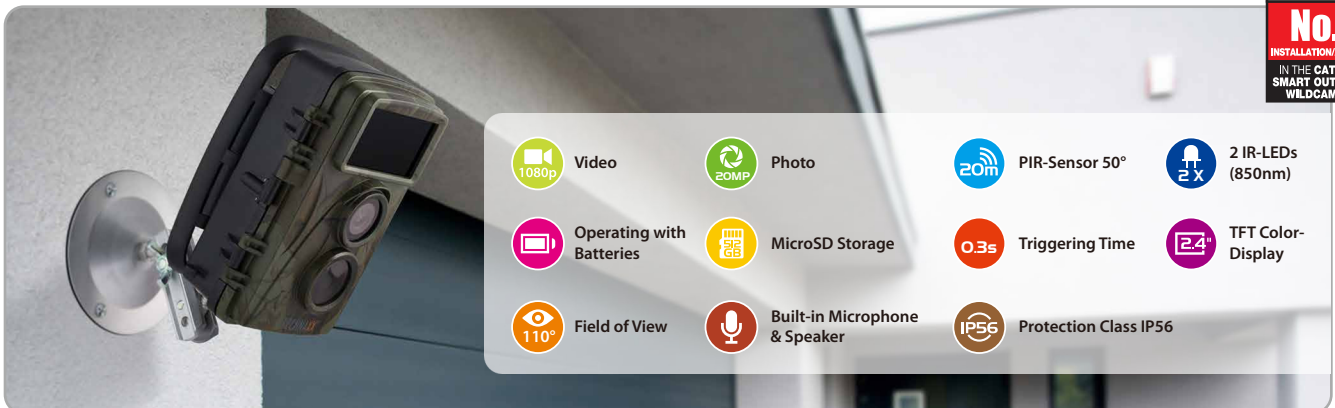 No.
INSTALLATION/
IN THE CAT
SMART OUT
WILDCAM
1080p
Video
20MP
Photo
20m
PIR-Sensor 50°
2 X
2 IR-LEDs
(850nm)
Operating with
Batteries
512
GB
MicroSD Storage
0.3s
Triggering Time
2.4"
TFT Color-
Display
110°
Field of View
Built-in Microphone
& Speaker
IP56
Protection Class IP56